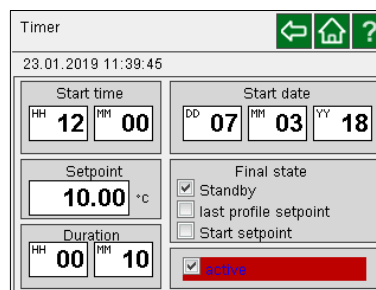 Timer
?
23.01.2019 11:39:45
Start time
HH 12 MM 00
Start date
DD 07 MM 03 YY 18
Setpoint
10.00 °C
Final state
Standby
last profile setpoint
Start setpoint
Duration
HH 00 MM 10
active